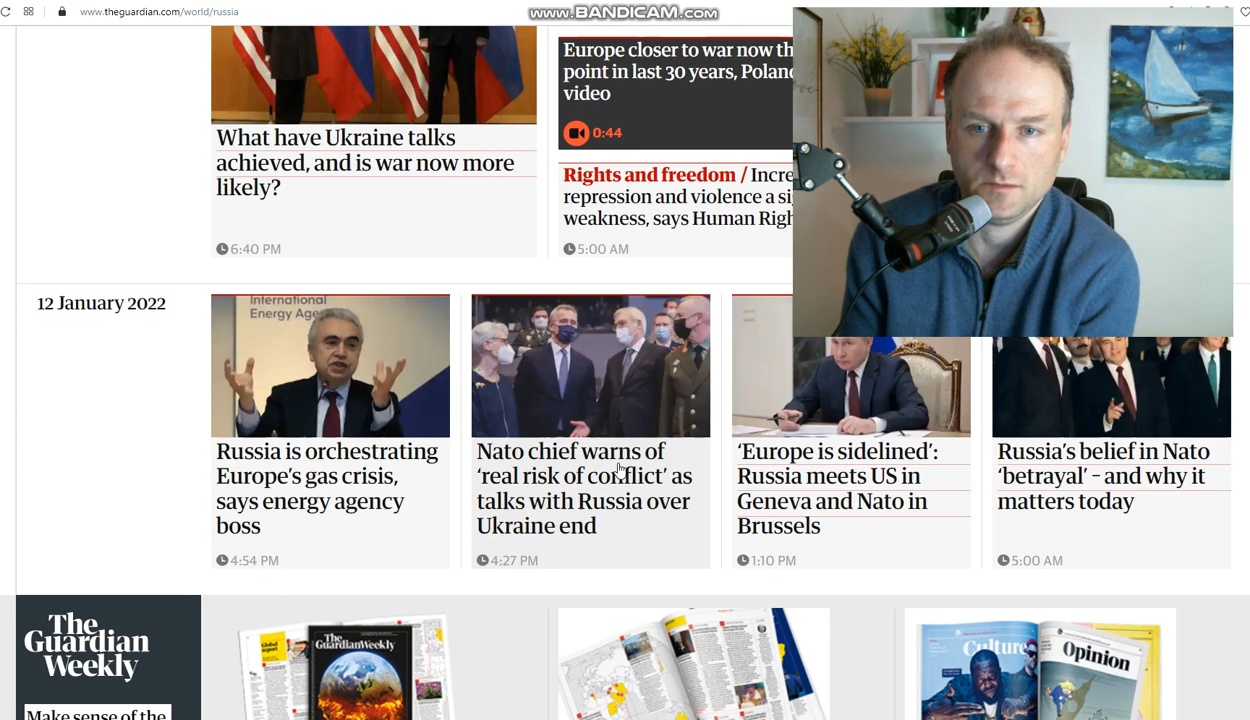 www.theguardian.com/world/russia
www.BANDICAM.com
What have Ukraine talks
achieved, and is war now more
likely?
6:40 PM
Europe closer to war now th
point in last 30 years, Polan
video
0:44
Rights and freedom / Incre
repression and violence a si
weakness, says Human Righ
5:00 AM
12 January 2022
International
Energy Age
Russia is orchestrating
Europe's gas crisis,
says energy agency
boss
4:54 PM
Nato chief warns of
'real risk of conflict' as
talks with Russia over
Ukraine end
4:27 PM
'Europe is sidelined':
Russia meets US in
Geneva and Nato in
Brussels
1:10 PM
Russia's belief in Nato
'betrayal' – and why it
matters today
5:00 AM
The
Guardian
Weekly
Make sense of the
The
GuardianWeekly
Culture
Opinion